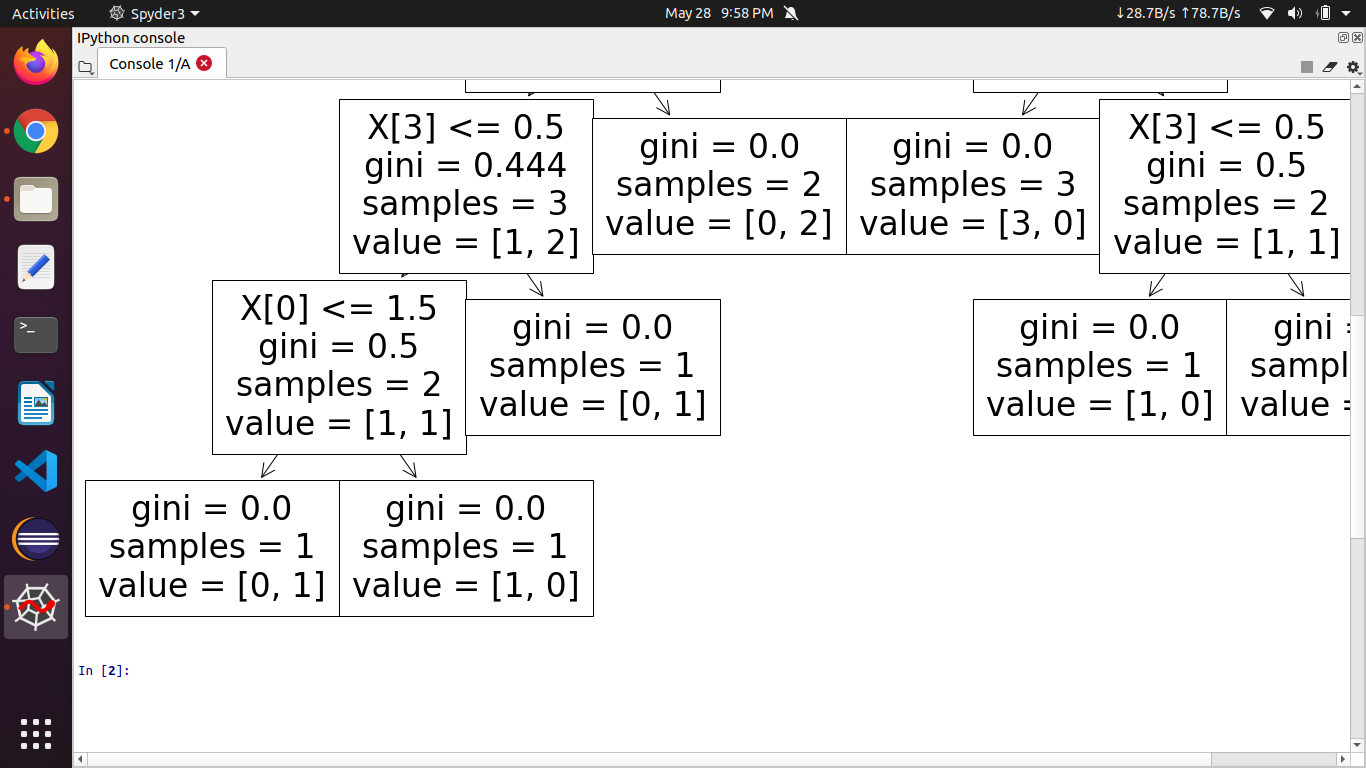 Activities
Spyder3
May 28 9:58 PM
↓28.7B/s ↑78.7B/s
IPython console
Console 1/A
X[3] <= 0.5
gini = 0.444
samples = 3
value = [1, 2]
gini = 0.0
samples = 2
value = [0, 2]
gini = 0.0
samples = 3
value = [3, 0]
X[3] <= 0.5
gini = 0.5
samples = 2
value = [1, 1]
X[0] <= 1.5
gini = 0.5
samples = 2
value = [1, 1]
gini = 0.0
samples = 1
value = [0, 1]
gini = 0.0
samples = 1
value = [1, 0]
gini =
sampl
value =
gini = 0.0
samples = 1
value = [0, 1]
gini = 0.0
samples = 1
value = [1, 0]
In [2]:
>_